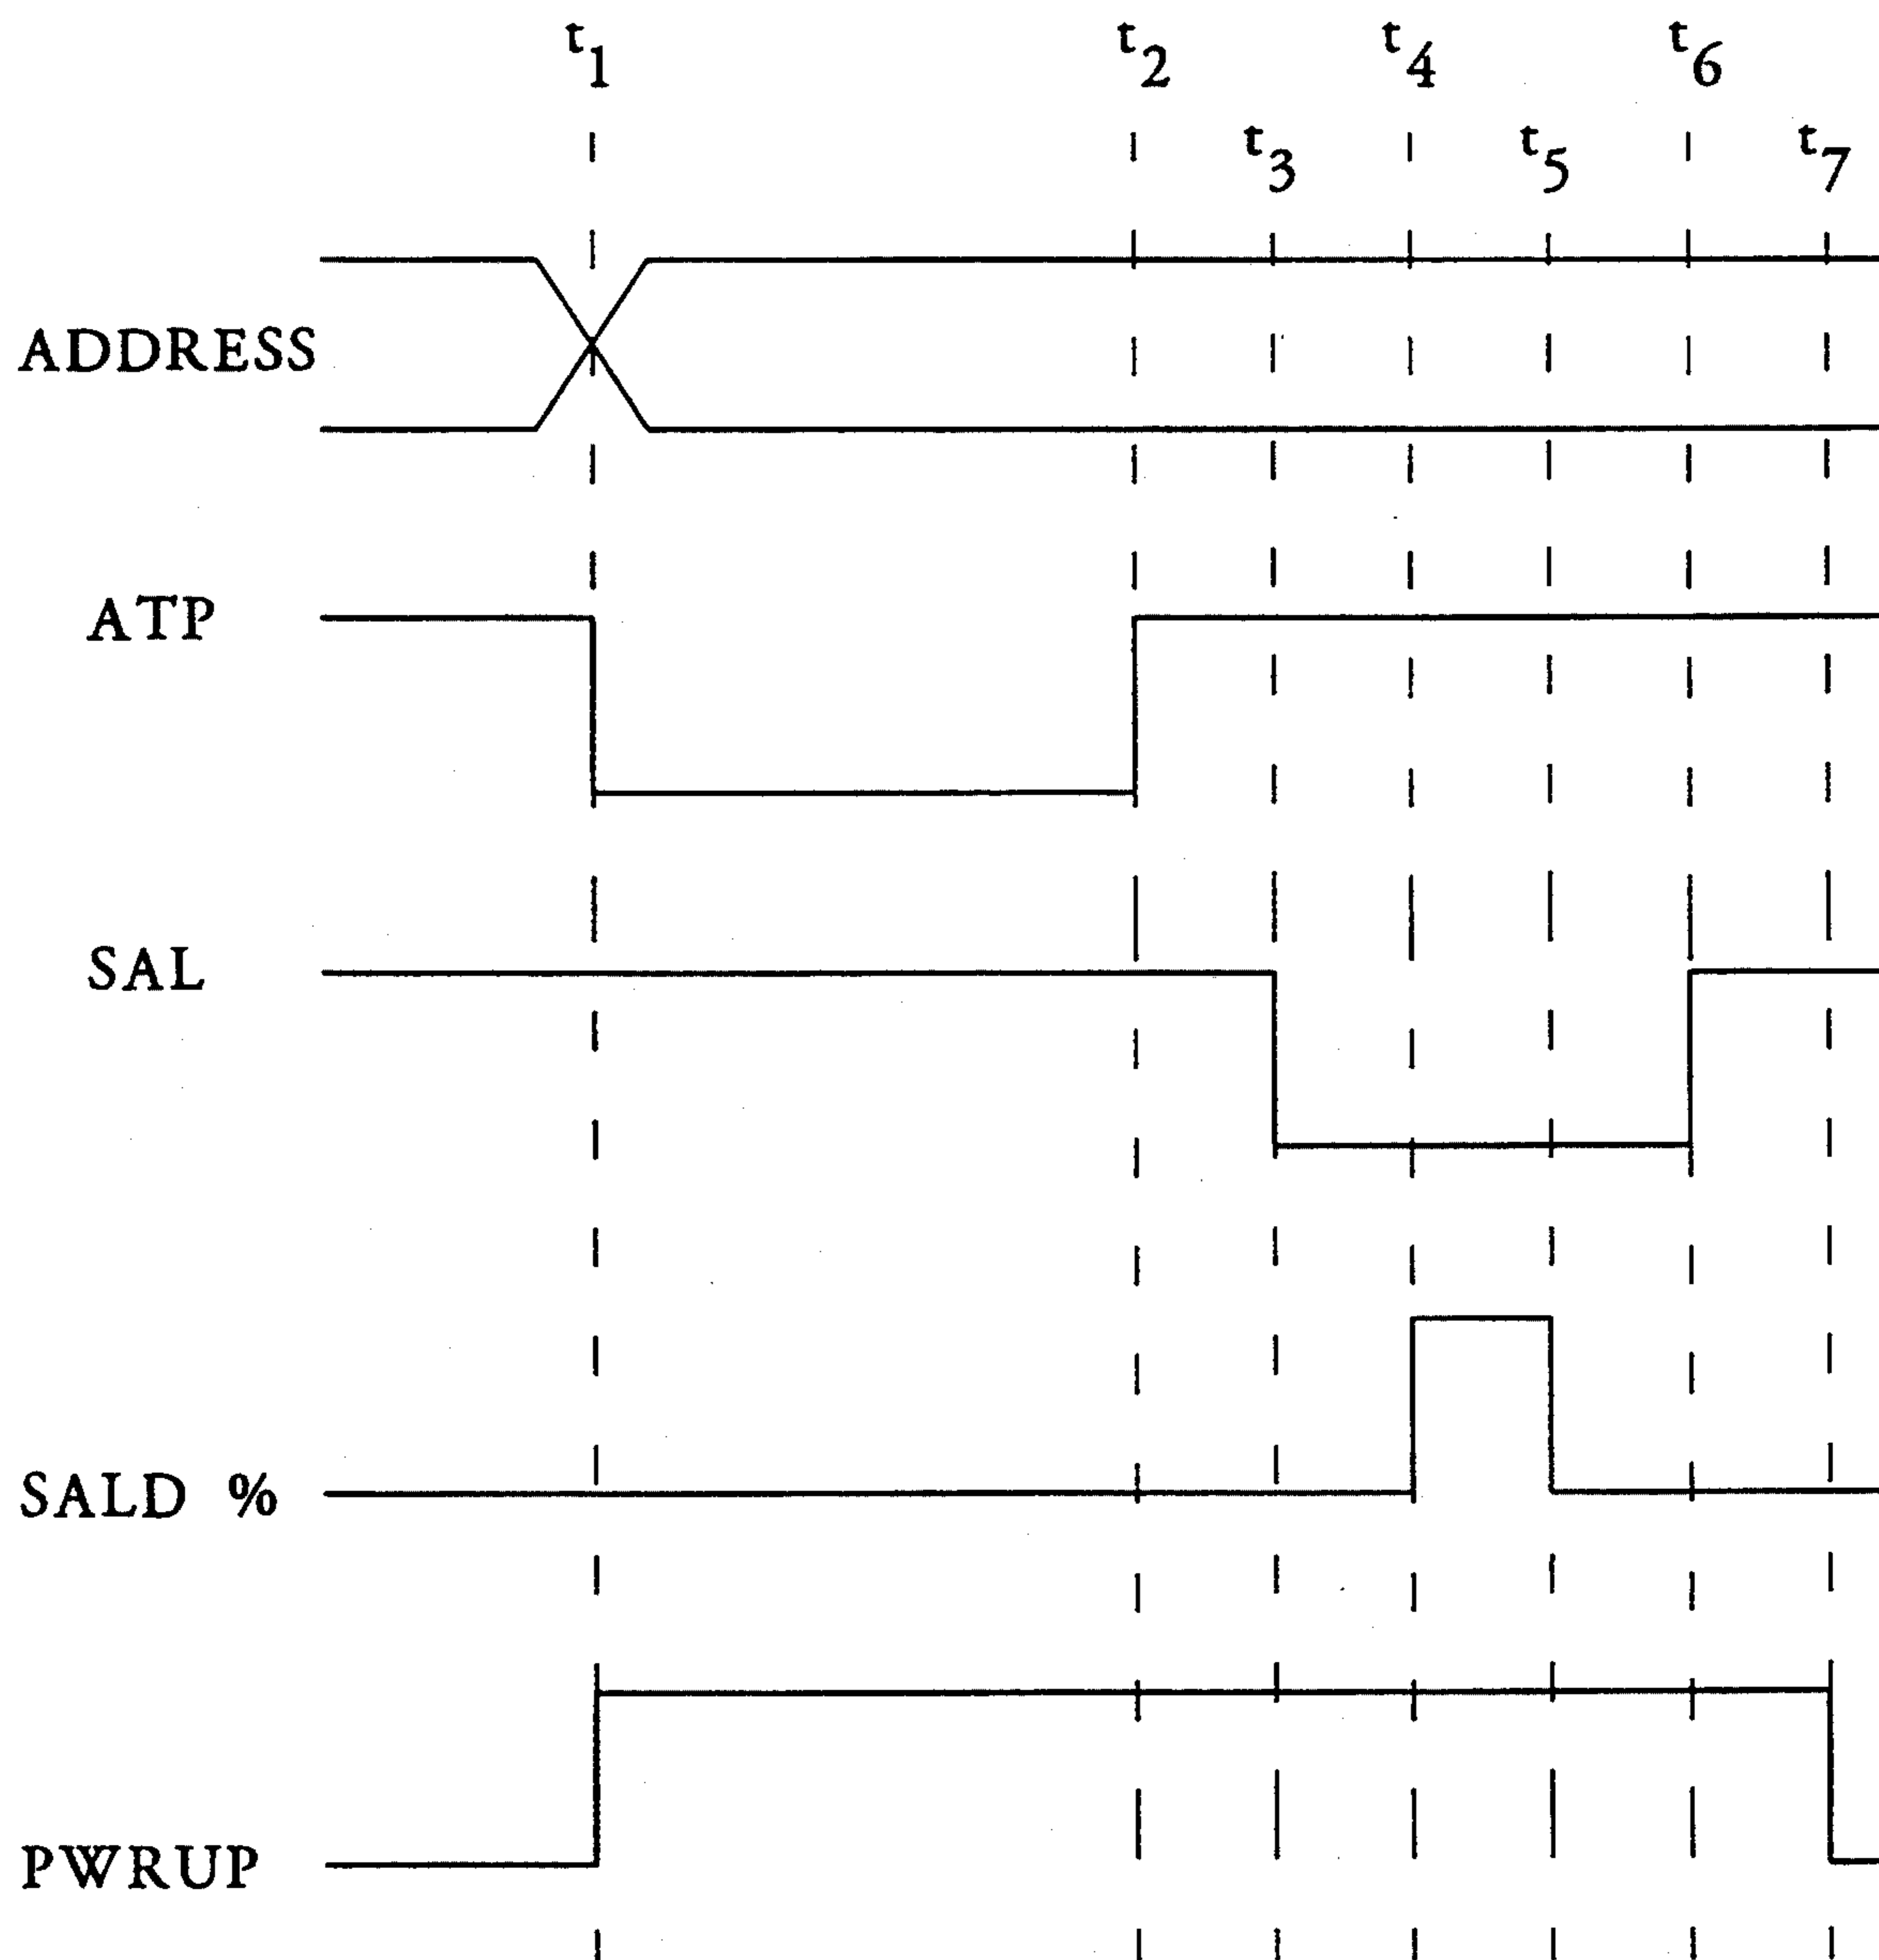 t1 t2 t4 t6
t3 t5 t7
ADDRESS
ATP
SAL
SALD %
PWRUP